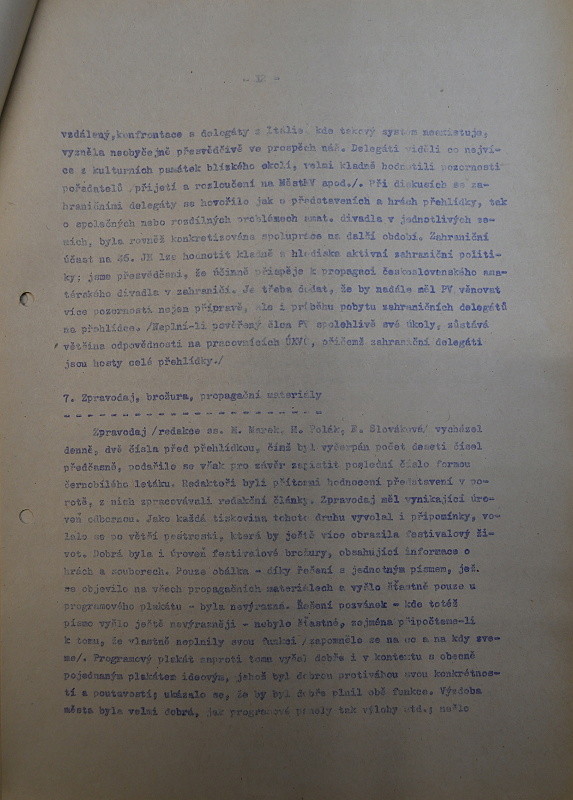 - 12 -
vzdálený, konfrontace s delegáty z Itálie, kde takový systém neexistuje,
vyzněla neobyčejně přesvědčivě ve prospěch náš. Delegáti viděli co nejví-
ce z kulturních památek blízkého okolí, velmi kladně hodnotili pozornosti
pořadatelů /přijetí a rozloučení na MěstNV apod./. Při diskusích se za-
hraničními delegáty se hovořilo jak o představeních a hrách přehlídky, tak
o společných nebo rozdílných problémech amat. divadla v jednotlivých ze-
mích, byla rovněž konkretizována spolupráce na další období. Zahraniční
účast na 46. JH lze hodnotit kladně z hlediska aktivní zahraniční politi-
ky; jsme přesvědčeni, že účinně přispěje k propagaci československého ama-
térského divadla v zahraničí. Je třeba dodat, že by nadále měl PV věnovat
více pozornosti nejen přípravě, ale i průběhu pobytu zahraničních delegátů
na přehlídce. /Neplní-li pověřený člen PV spolehlivě své úkoly, zůstává
většina odpovědnosti na pracovnících ÚKVČ, přičemž zahraniční delegáti
jsou hosty celé přehlídky./
7. Zpravodaj, brožura, propagační materiály
Zpravodaj /redakce ss. M. Marek, H. Polák, E. Slováková/ vycházel
denně, dvě čísla před přehlídkou, čímž byl vyčerpán počet deseti čísel
předčasně, podařilo se však pro závěr zajistit poslední číslo formou
černobílého letáku. Redaktoři byli přítomni hodnocení představení v po-
rotě, z nich zpracovávali redakční články. Zpravodaj měl vynikající úro-
veň odbornou. Jako každá tiskovina tohoto druhu vyvolal i připomínky, vo-
lalo se po větší pestrosti, která by ještě více obrazila festivalový ži-
vot. Dobrá byla i úroveň festivalové brožury, obsahující informace o
hrách a souborech. Pouze obálka - díky řešení s jednotným písmem, jež
se objevilo na všech propagačních materiálech a vyšlo šťastně pouze u
programového plakátu - byla nevýrazná. Řešení pozvánek - kde totéž
písmo vyšlo ještě nevýrazněji - nebylo šťastné, zejména připočteme-li
k tomu, že vlastně neplnily svou funkci /zapomnělo se na co a na kdy zve-
me/. Programový plakát naproti tomu vyšel dobře i v kontextu s obecně
pojednaným plakátem ideovým, jehož byl dobrou protiváhou svou konkrétnos-
tí a postavostí; ukázalo se, že by byl dobře plnil obě funkce. Výzdoba
města byla velmi dobrá, jak programové panely tak výlohy atd.; nešlo